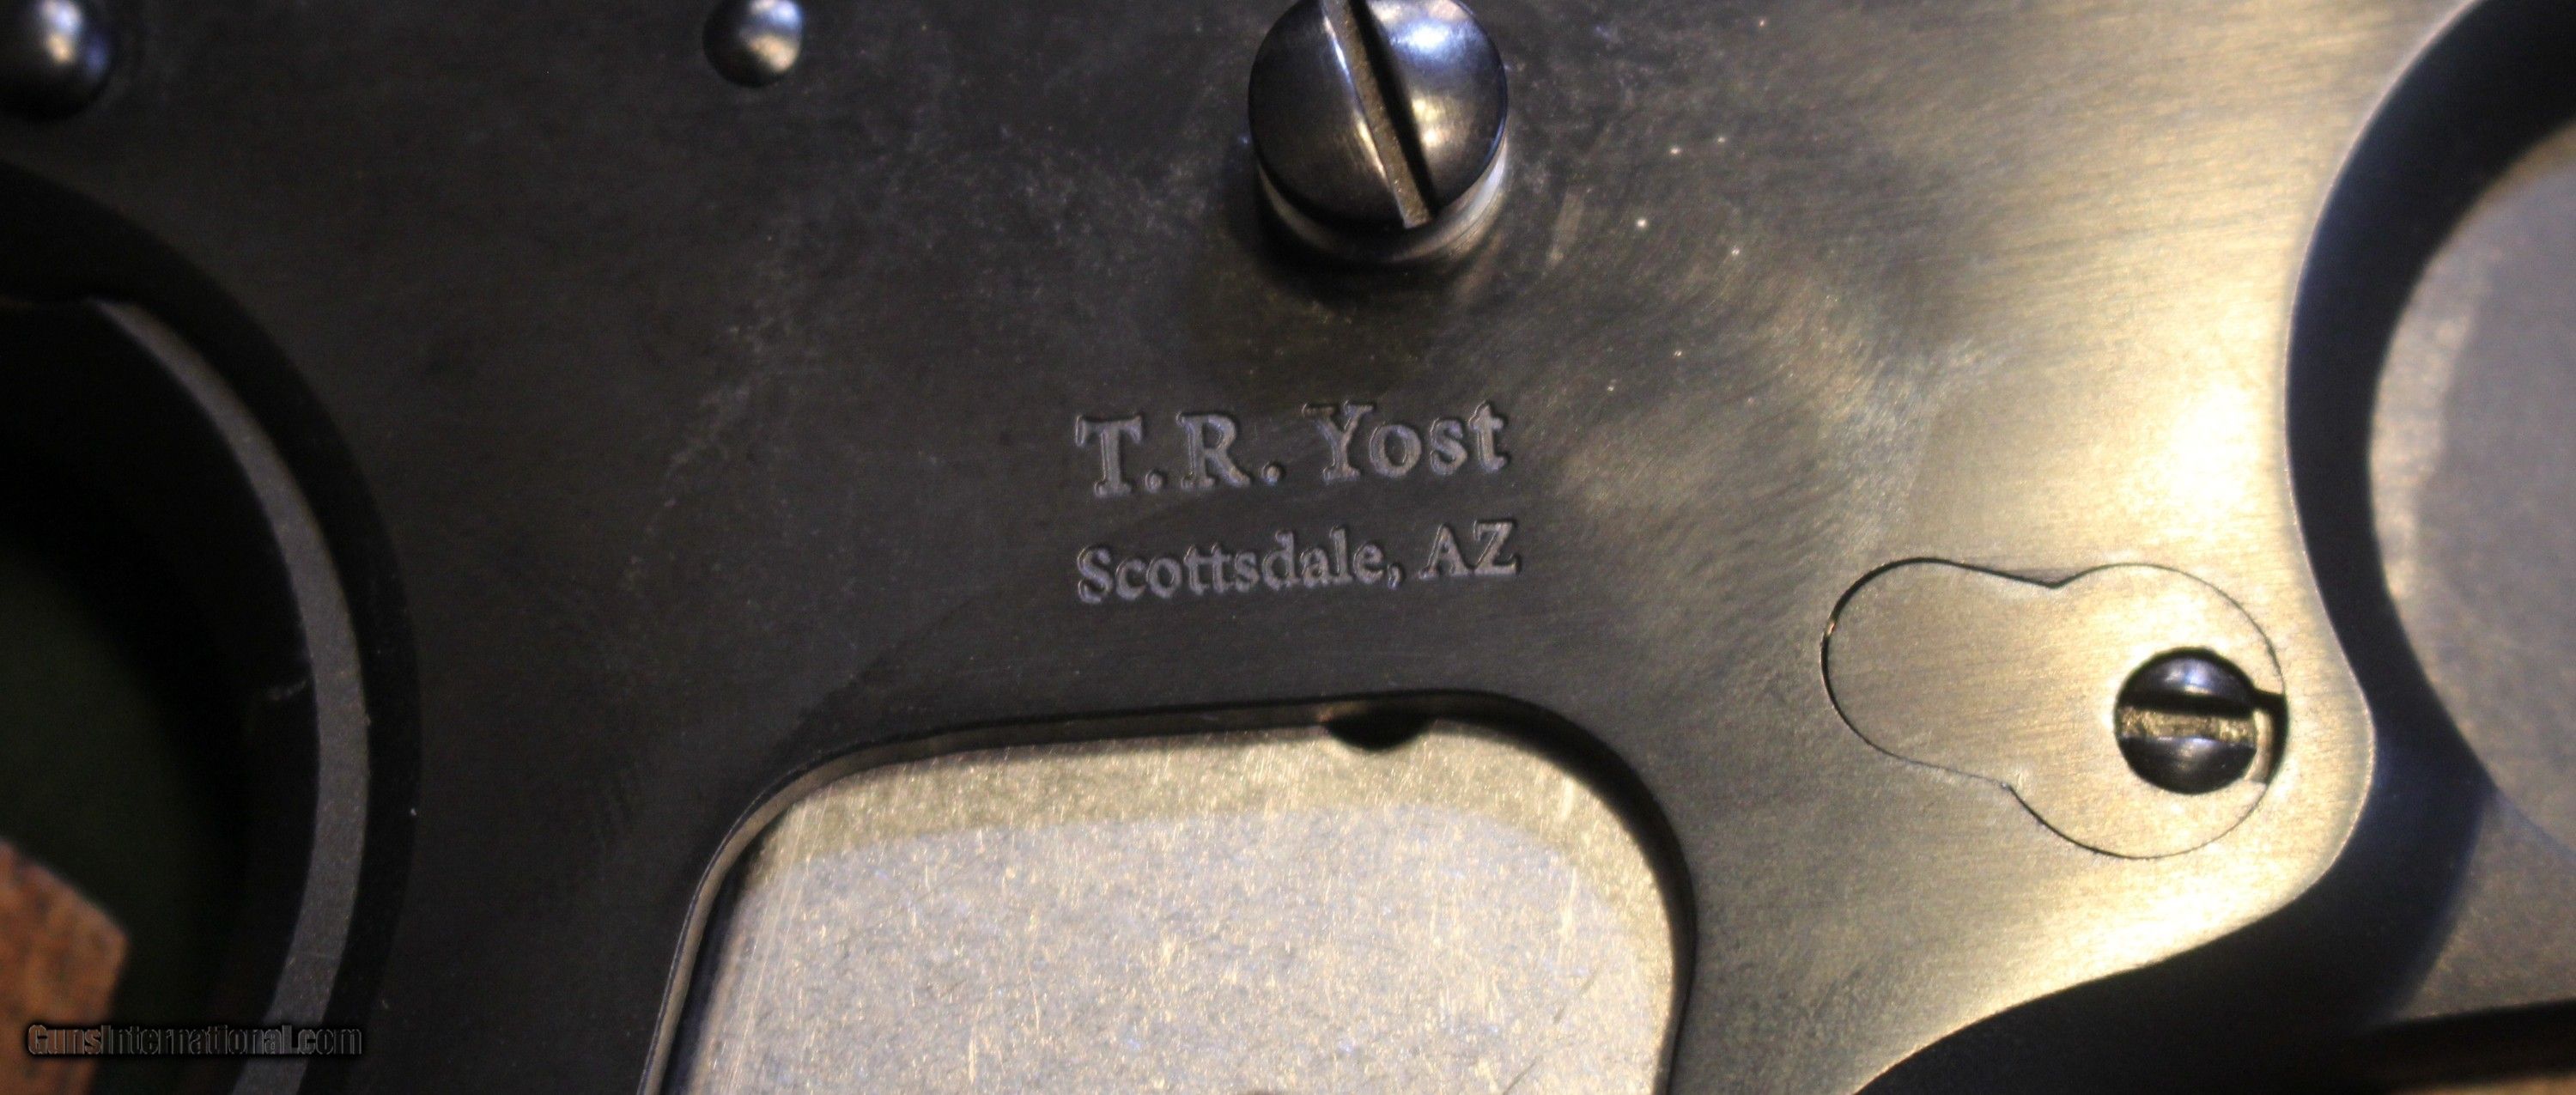 T.R. Yost
Scottsdale, AZ
GunsInternational.com